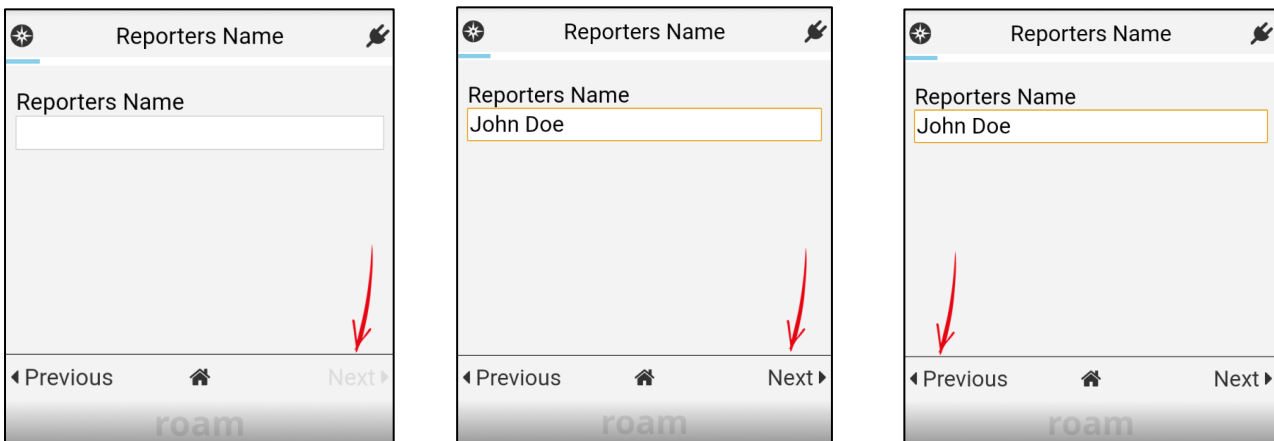 Reporters Name
Reporters Name
Previous
Next
roam
Reporters Name
Reporters Name
John Doe
Previous
Next
roam
Reporters Name
Reporters Name
John Doe
Previous
Next
roam